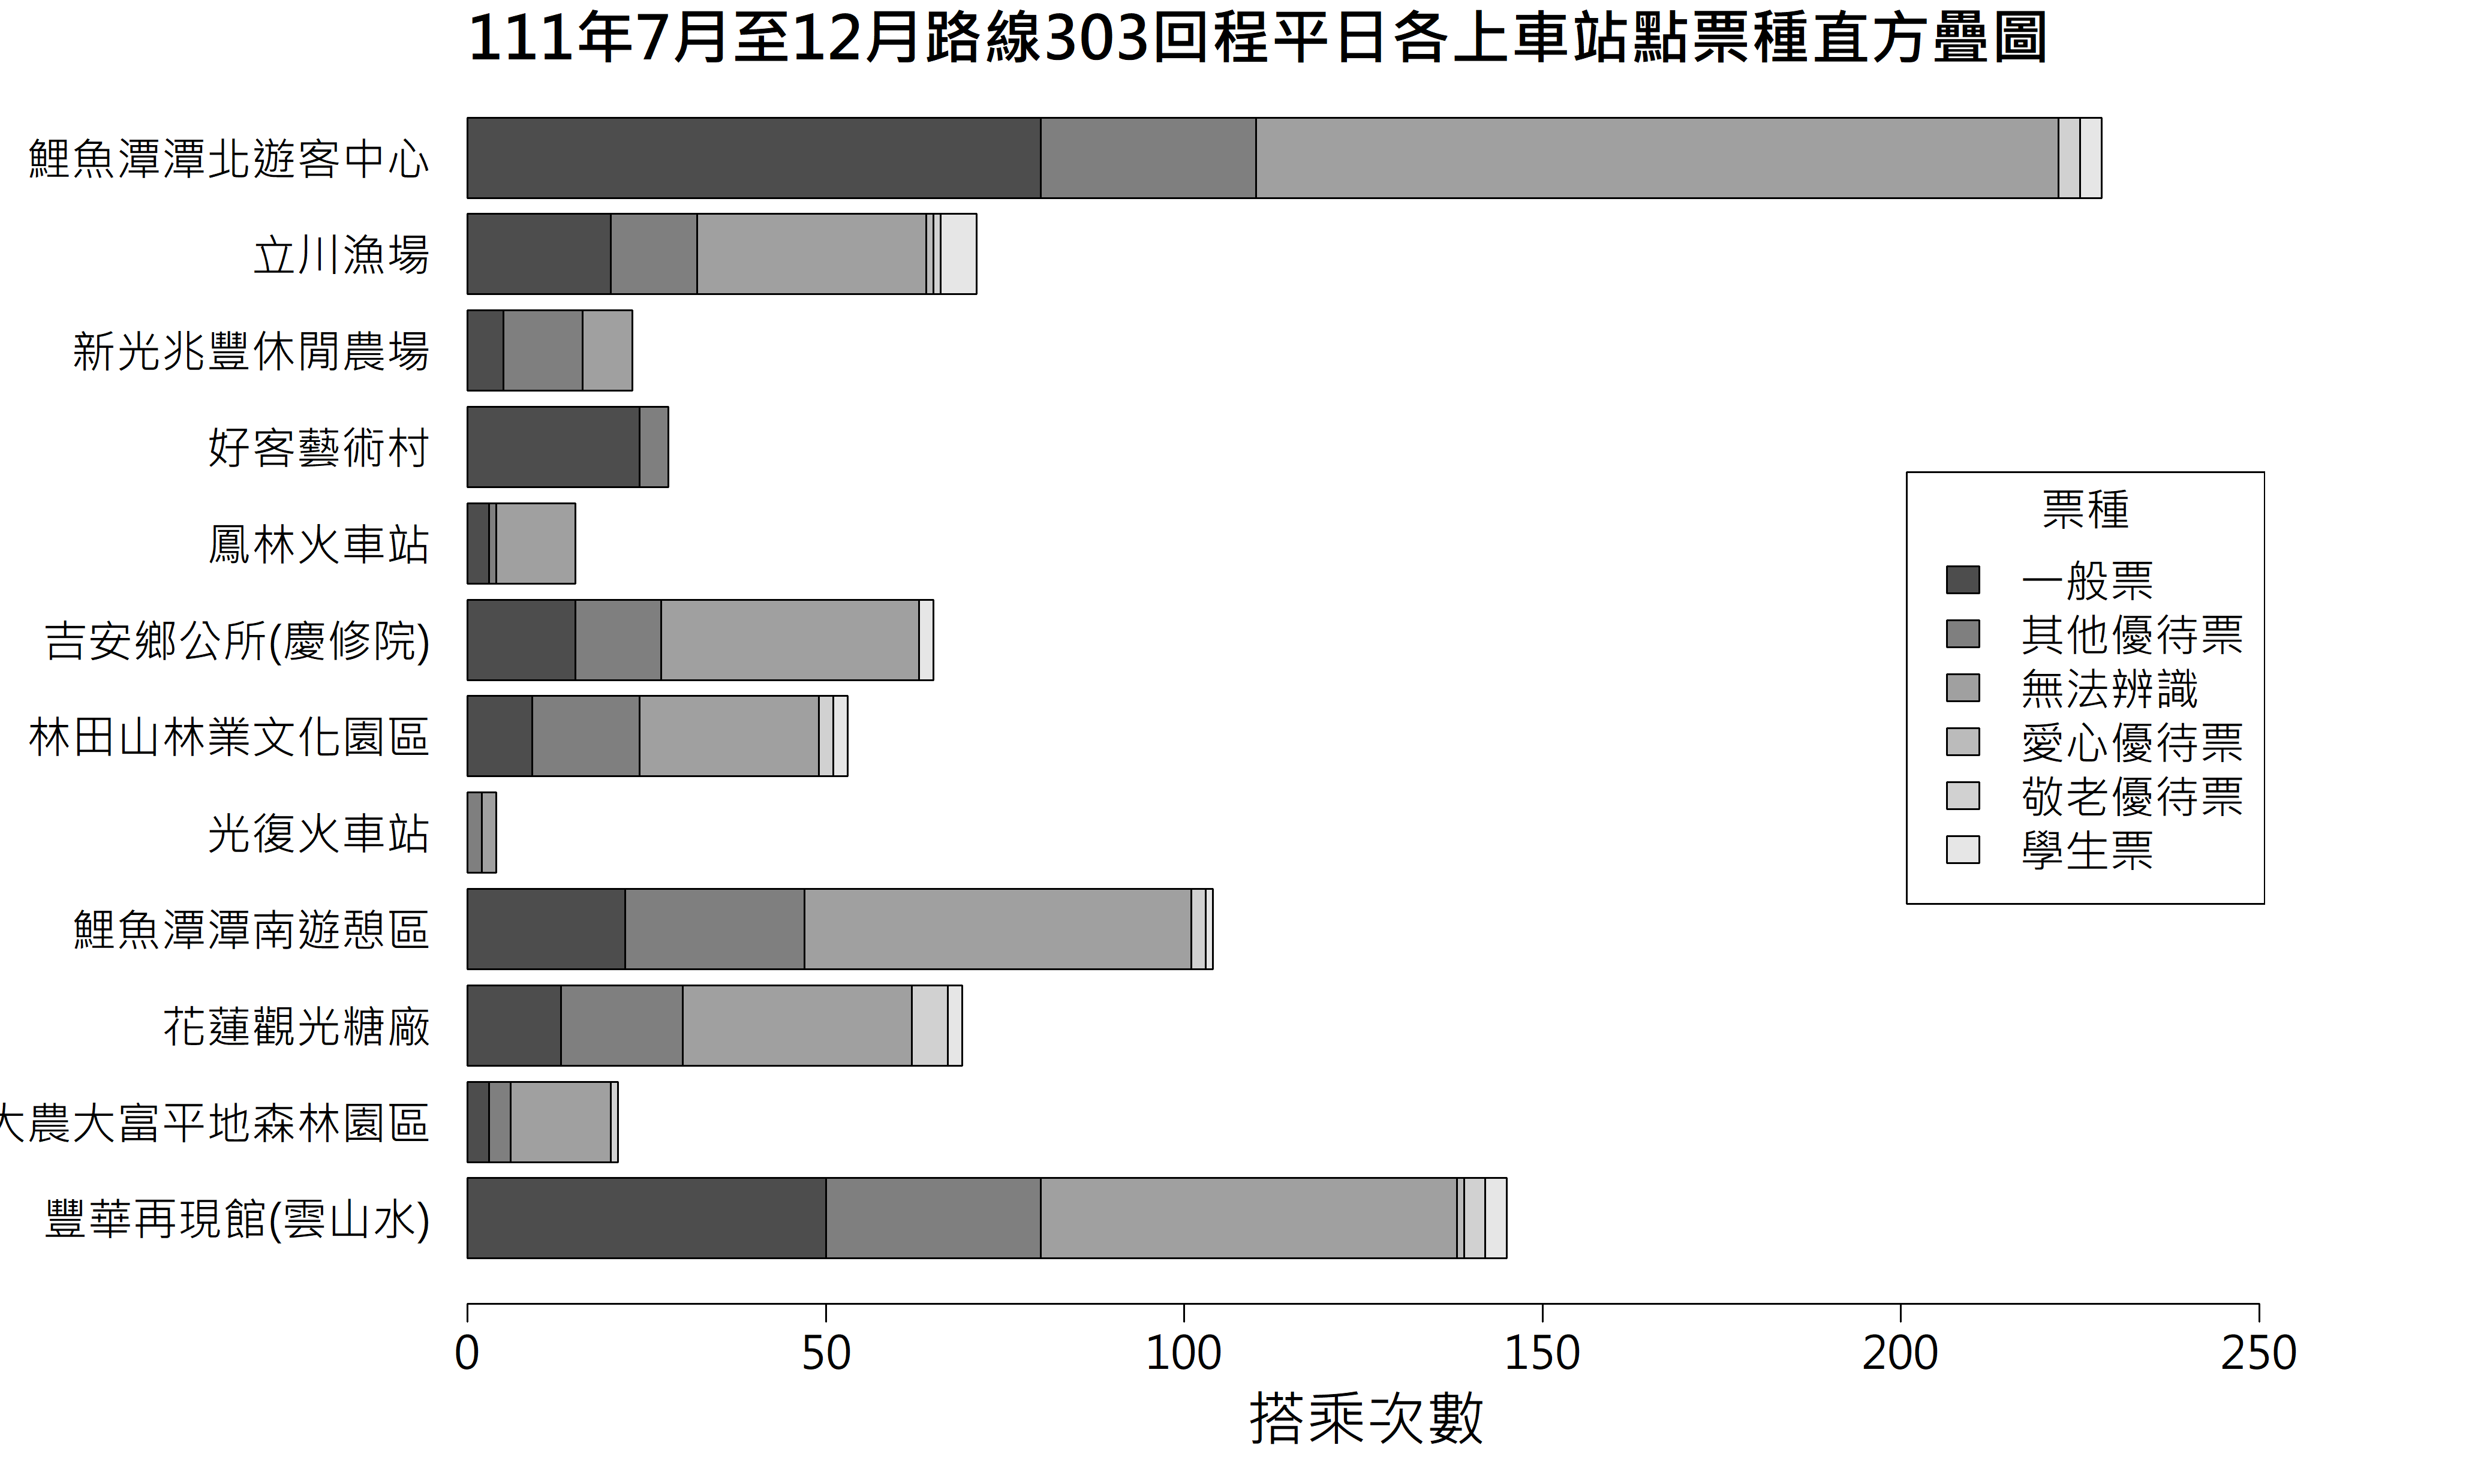 111年7月至12月路線303回程平日各上車站點票種直方疊圖
鯉魚潭潭北遊客中心
立川漁場
新光兆豐休閒農場
好客藝術村
鳳林火車站
吉安鄉公所(慶修院)
林田山林業文化園區
光復火車站
鯉魚潭潭南遊憩區
花蓮觀光糖廠
大農大富平地森林園區
豐華再現館(雲山水)
票種
一般票
其他優待票
無法辨識
愛心優待票
敬老優待票
學生票
0 50 100 150 200 250
搭乘次數